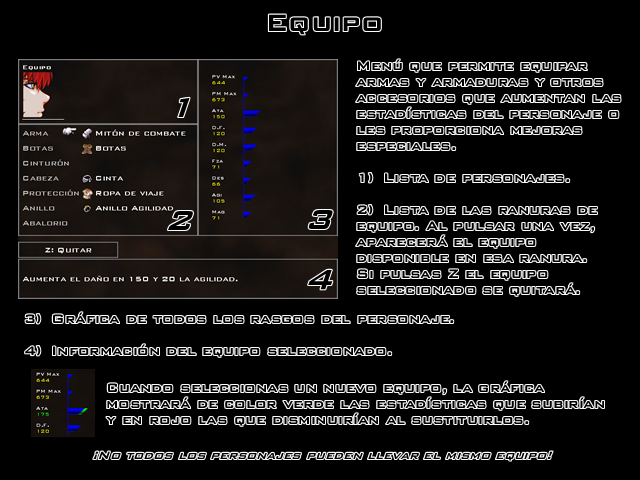 Equipo
Equipo
1
Arma Mitón de combate
Botas Botas
Cinturón
Cabeza Cinta
Protección Ropa de viaje
Anillo Anillo Agilidad
Abalorio
2
Z: Quitar
PV Max
644
PM Max
673
Ata
150
D.F.
120
D.M.
120
Fza
71
Des
66
Agi
105
Mag
71
3
Aumenta el daño en 150 y 20 la agilidad.
4
Menú que permite equipar
armas y armaduras y otros
accesorios que aumentan las
estadísticas del personaje o
les proporciona mejoras
especiales.
1) Lista de personajes.
2) Lista de las ranuras de
equipo. Al pulsar una vez,
aparecerá el equipo
disponible en esa ranura.
Si pulsas Z el equipo
seleccionado se quitará.
3) Gráfica de todos los rasgos del personaje.
4) Información del equipo seleccionado.
PV Max
644
PM Max
673
Ata
175
D.F.
120
Cuando seleccionas un nuevo equipo, la gráfica
mostrará de color verde las estadísticas que subirían
y en rojo las que disminuirían al sustituirlos.
¡No todos los personajes pueden llevar el mismo equipo!